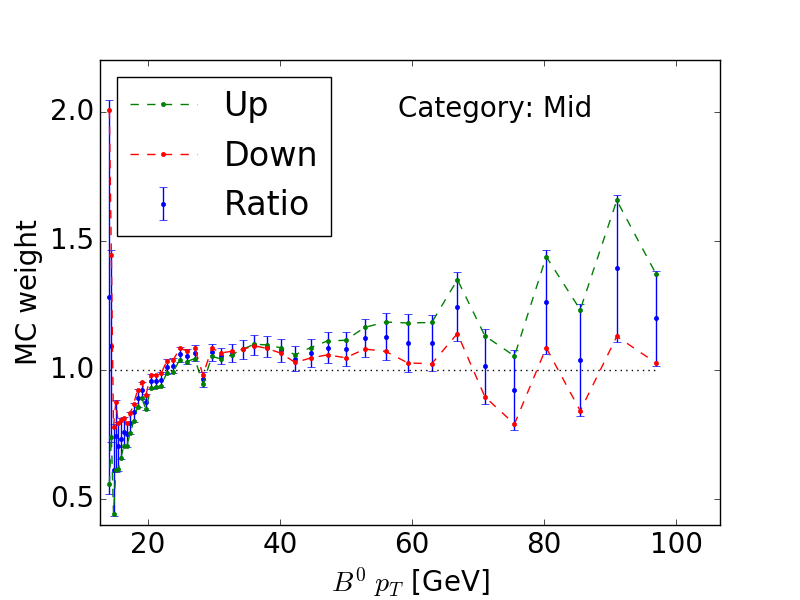 Up
Down
Ratio
Category: Mid
2.0
1.5
1.0
0.5
MC weight
20 40 60 80 100
B⁰ p_T [GeV]